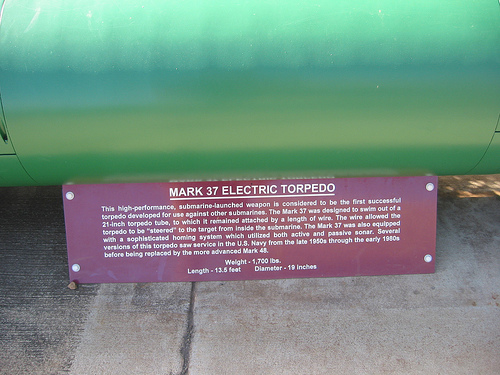 MARK 37 ELECTRIC TORPEDO
This high-performance, submarine-launched weapon is considered to be the first successful
torpedo developed for use against other submarines. The Mark 37 was designed to swim out of a
21-inch torpedo tube, to which it remained attached by a length of wire. The wire allowed the
torpedo to be "steered" to the target from inside the submarine. The Mark 37 was also equipped
with a sophisticated homing system which utilized both active and passive sonar. Several
versions of this torpedo saw service in the U.S. Navy from the late 1950s through the early 1980s
before being replaced by the more advanced Mark 48.
Weight - 1,700 lbs.
Length - 13.5 feet Diameter - 19 inches